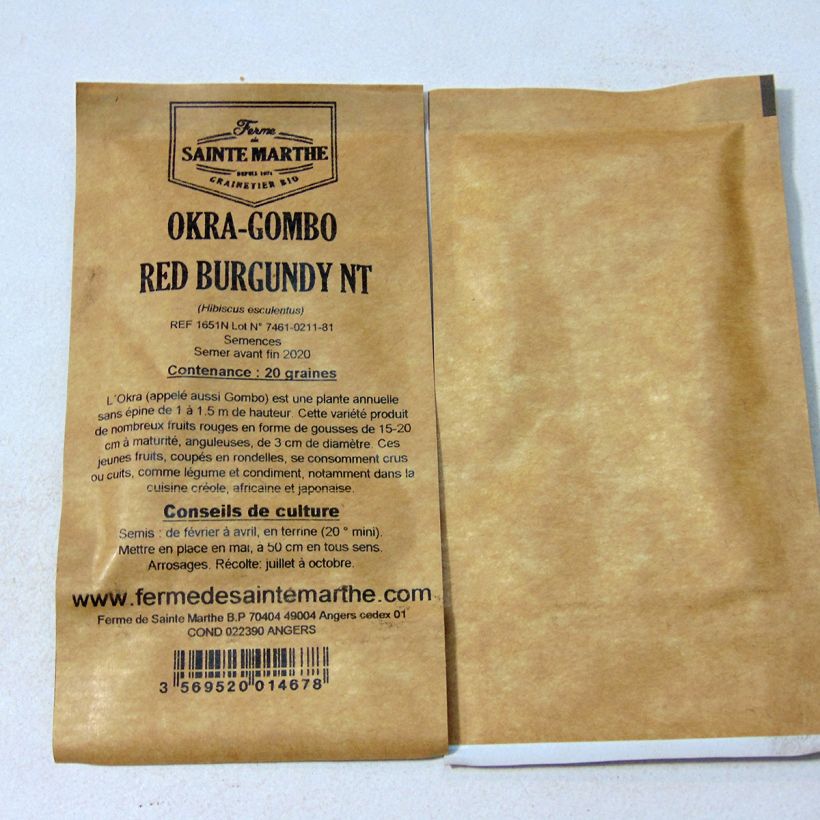 Ferme
de
SAINTE MARTHE
DEPUIS 1974
GRAINETIER BIO
OKRA-GOMBO
RED BURGUNDY NT
(Hibiscus esculentus)
REF 1651N Lot N° 7461-0211-81
Semences
Semer avant fin 2020
Contenance : 20 graines
L´Okra (appelé aussi Gombo) est une plante annuelle
sans épine de 1 à 1.5 m de hauteur. Cette variété produit
de nombreux fruits rouges en forme de gousses de 15-20
cm à maturité, anguleuses, de 3 cm de diamètre. Ces
jeunes fruits, coupés en rondelles, se consomment crus
ou cuits, comme légume et condiment, notamment dans la
cuisine créole, africaine et japonaise.
Conseils de culture
Semis : de février à avril, en terrine (20 ° mini).
Mettre en place en mai, à 50 cm en tous sens.
Arrosages. Récolte: juillet à octobre.
www.fermedesaintemarthe.com
Ferme de Sainte Marthe B.P 70404 49004 Angers cedex 01
COND 022390 ANGERS
3 569520 014678